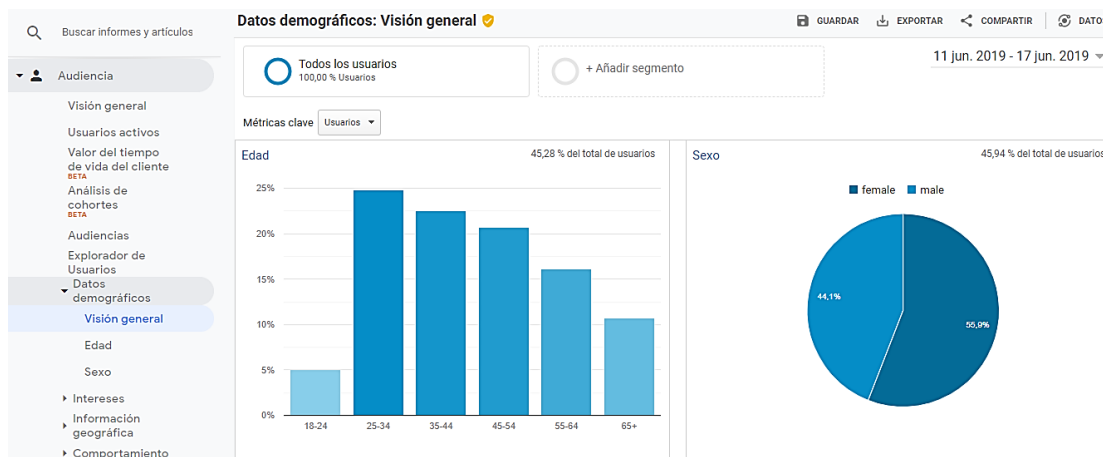 Buscar informes y artículos
Audiencia
Visión general
Usuarios activos
Valor del tiempo
de vida del cliente
BETA
Análisis de
cohortes
BETA
Audiencias
Explorador de
Usuarios
Datos
demográficos
Visión general
Edad
Sexo
Intereses
Información
geográfica
Comportamiento
Datos demográficos: Visión general
GUARDAR
EXPORTAR
COMPARTIR
DATOS
Todos los usuarios
100,00 % Usuarios
+ Añadir segmento
11 jun. 2019 - 17 jun. 2019
Métricas clave
Usuarios
Edad
45,28 % del total de usuarios
25%
20%
15%
10%
5%
0%
18-24 25-34 35-44 45-54 55-64 65+
Sexo
45,94 % del total de usuarios
female male
44,1%
55,9%